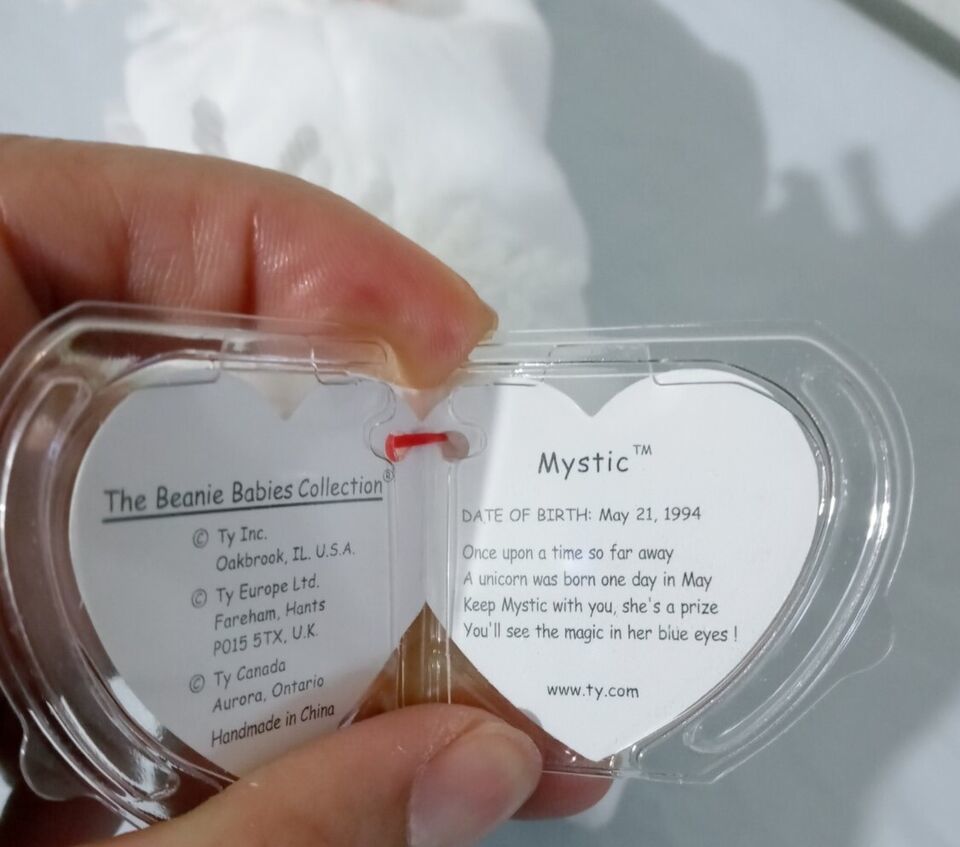 The Beanie Babies Collection®
© Ty Inc.
Oakbrook, IL. U.S.A.
© Ty Europe Ltd.
Fareham, Hants
PO15 5TX, U.K.
© Ty Canada
Aurora, Ontario
Handmade in China
Mystic™
DATE OF BIRTH: May 21, 1994
Once upon a time so far away
A unicorn was born one day in May
Keep Mystic with you, she's a prize
You'll see the magic in her blue eyes !
www.ty.com